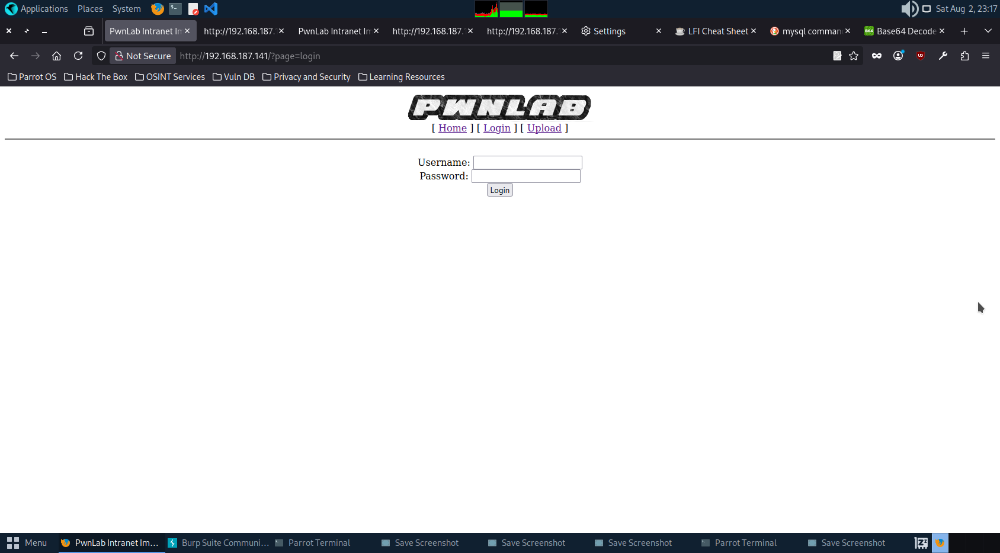 Applications Places System Sat Aug 2, 23:17
PwnLab Intranet Im http://192.168.187. PwnLab Intranet Im http://192.168.187. http://192.168.187. Settings LFI Cheat Sheet mysql comman Base64 Decode
Not Secure http://192.168.187.141/?page=login
Parrot OS Hack The Box OSINT Services Vuln DB Privacy and Security Learning Resources
PWNLAB
[ Home ] [ Login ] [ Upload ]
Username:
Password:
Login
Menu PwnLab Intranet Im... Burp Suite Communi... Parrot Terminal Save Screenshot Save Screenshot Save Screenshot Parrot Terminal Save Screenshot